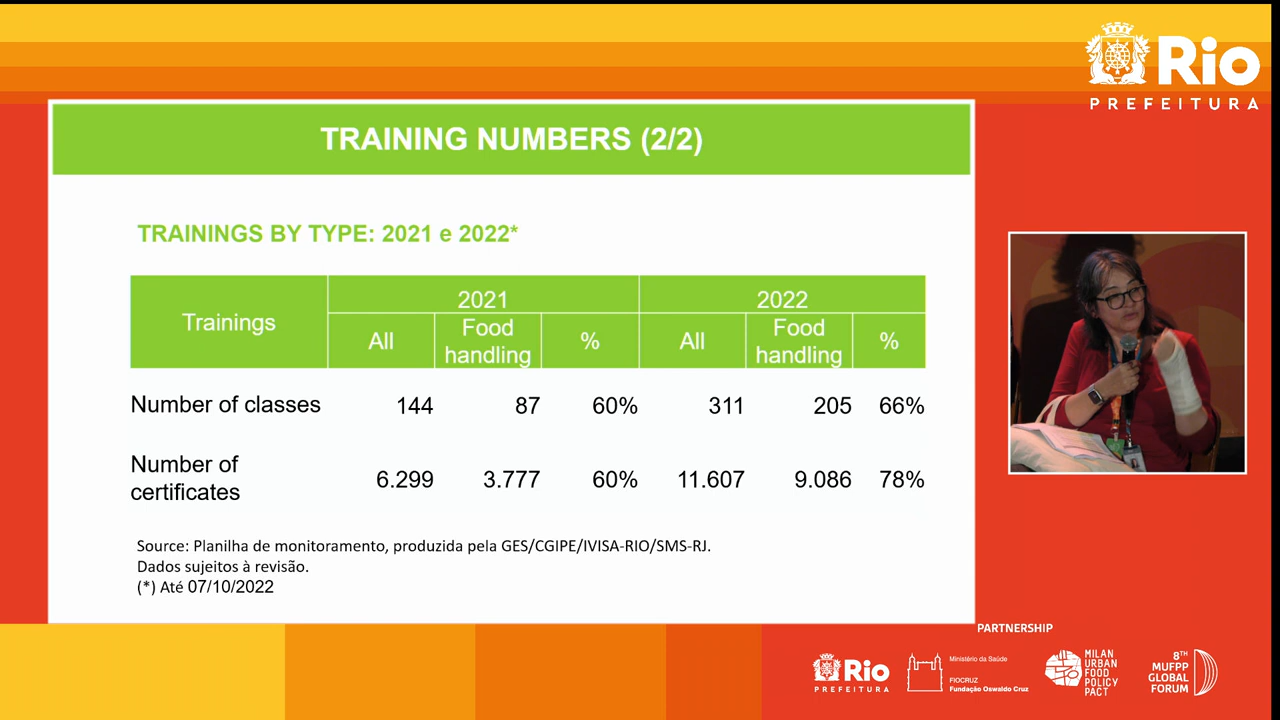 Rio
PREFEITURA
TRAINING NUMBERS (2/2)
TRAININGS BY TYPE: 2021 e 2022*
Trainings
2021
2022
All
Food handling
%
All
Food handling
%
Number of classes 144 87 60% 311 205 66%
Number of certificates 6.299 3.777 60% 11.607 9.086 78%
Source: Planilha de monitoramento, produzida pela GES/CGIPE/IVISA-RIO/SMS-RJ.
Dados sujeitos à revisão.
(*) Até 07/10/2022
PARTNERSHIP
Rio
PREFEITURA
Ministério da Saúde
FIOCRUZ
Fundação Oswaldo Cruz
MILAN
URBAN
FOOD
POLICY
PACT
8TH
MUFPP
GLOBAL
FORUM